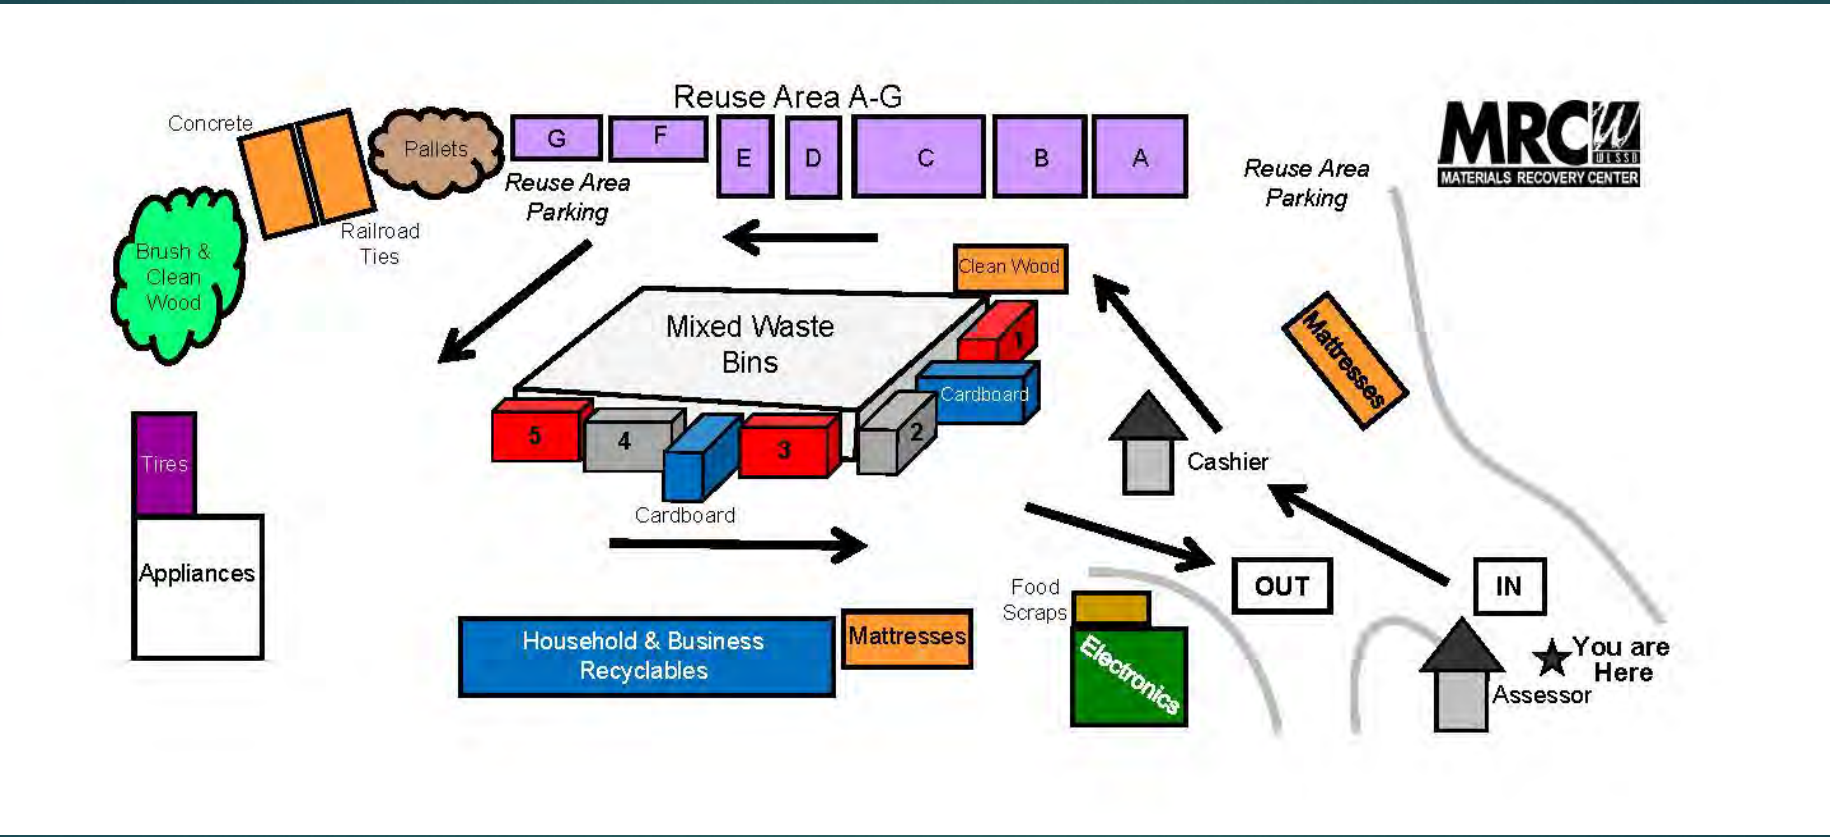 Reuse Area A-G
MRC
WLSSD
MATERIALS RECOVERY CENTER
Concrete
Pallets
G
F
E
D
C
B
A
Reuse Area
Parking
Reuse Area
Parking
Railroad
Ties
Brush &
Clean
Wood
Clean Wood
Mixed Waste
Bins
1
Mattresses
Cardboard
5
4
3
2
Tires
Cashier
Cardboard
Appliances
Food
Scraps
OUT
IN
Household & Business
Recyclables
Mattresses
Electronics
You are
Here
Assessor